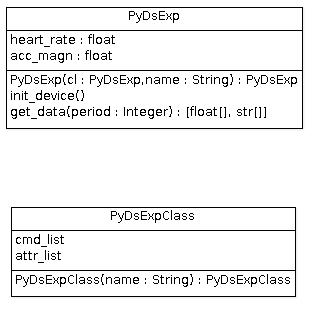 PyDsExp
heart_rate : float
acc_magn : float
PyDsExp(cl : PyDsExp,name : String) : PyDsExp
init_device()
get_data(period : Integer) : [float[], str[]]
PyDsExpClass
cmd_list
attr_list
PyDsExpClass(name : String) : PyDsExpClass